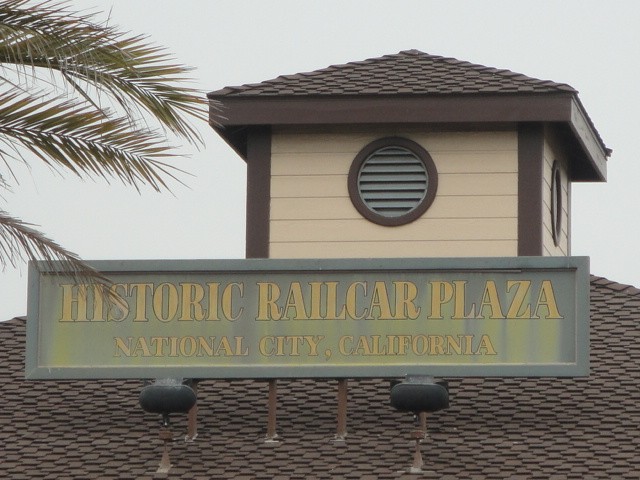 HISTORIC RAILCAR PLAZA
NATIONAL CITY, CALIFORNIA